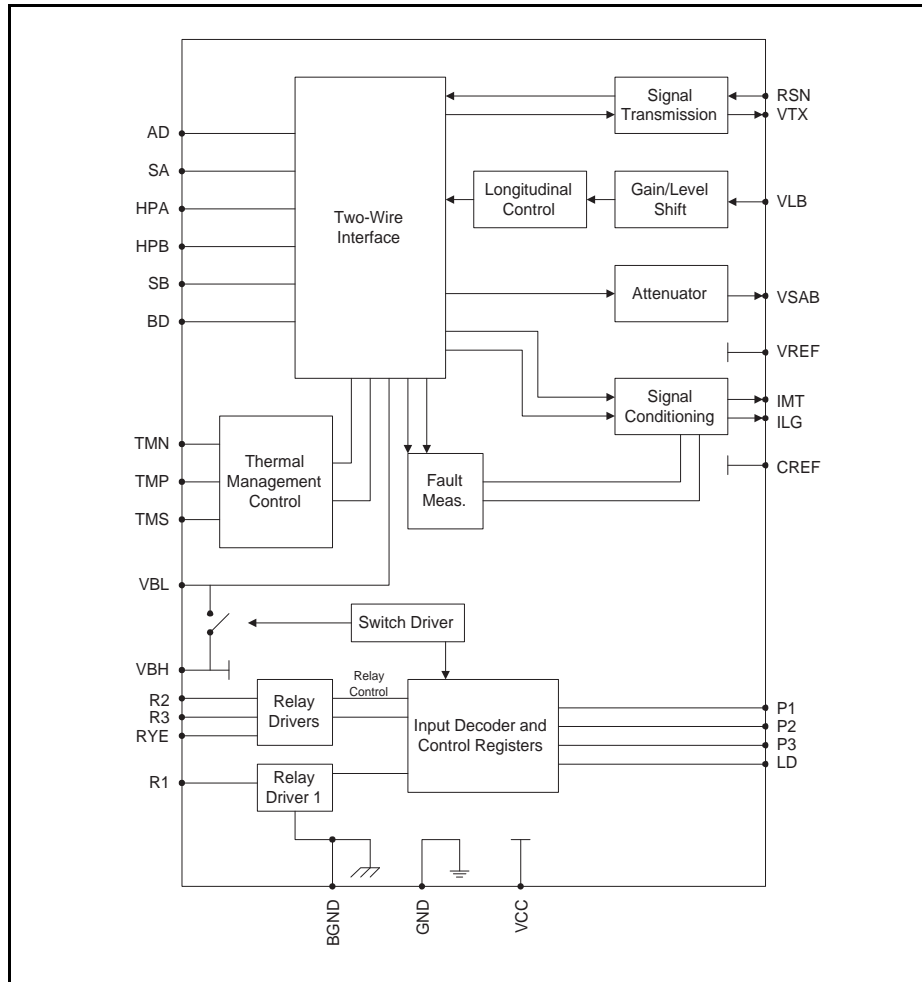 AD
SA
HPA
HPB
SB
BD
TMN
TMP
TMS
VBL
VBH
R2
R3
RYE
R1
Two-Wire
Interface
Signal
Transmission
Longitudinal
Control
Gain/Level
Shift
Attenuator
Signal
Conditioning
Thermal
Management
Control
Fault
Meas.
Switch Driver
Relay
Control
Relay
Drivers
Input Decoder and
Control Registers
Relay
Driver 1
RSN
VTX
VLB
VSAB
VREF
IMT
ILG
CREF
P1
P2
P3
LD
BGND
GND
VCC